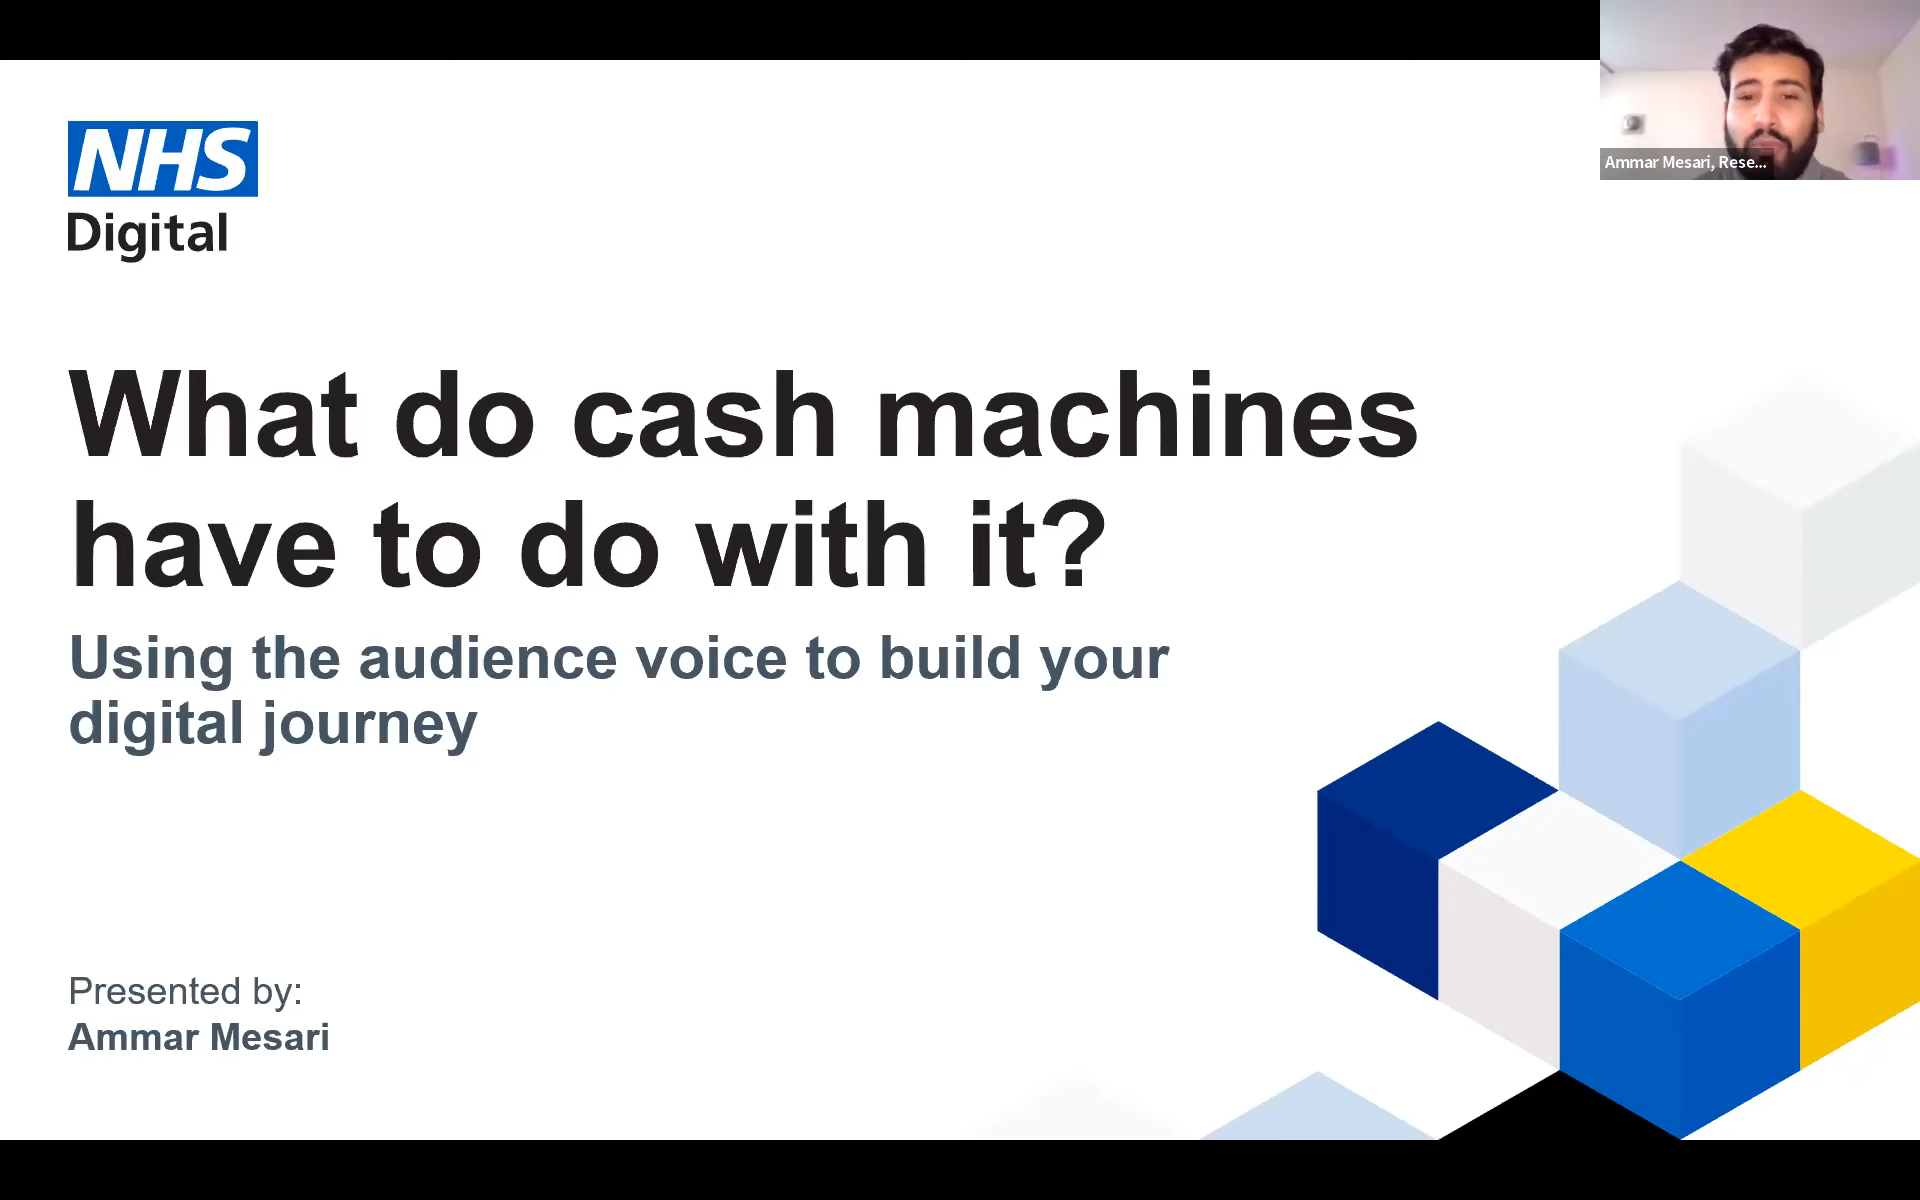 NHS
Digital
Ammar Mesari, Rese...
What do cash machines
have to do with it?
Using the audience voice to build your
digital journey
Presented by:
Ammar Mesari